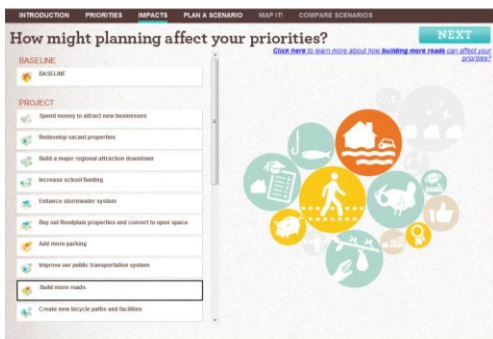 INTRODUCTION PRIORITIES IMPACTS PLAN A SCENARIO MAP IT! COMPARE SCENARIOS
How might planning affect your priorities?
NEXT
Click here to learn more about how building more roads can affect your
priorities?
BASELINE
BASELINE
PROJECT
Spend money to attract new businesses
Redevelop vacant properties
Build a major regional attraction downtown
Increase school funding
Enhance stormwater system
Buy out floodplain properties and convert to open space
Add more parking
Improve our public transportation system
Build more roads
Create new bicycle paths and facilities